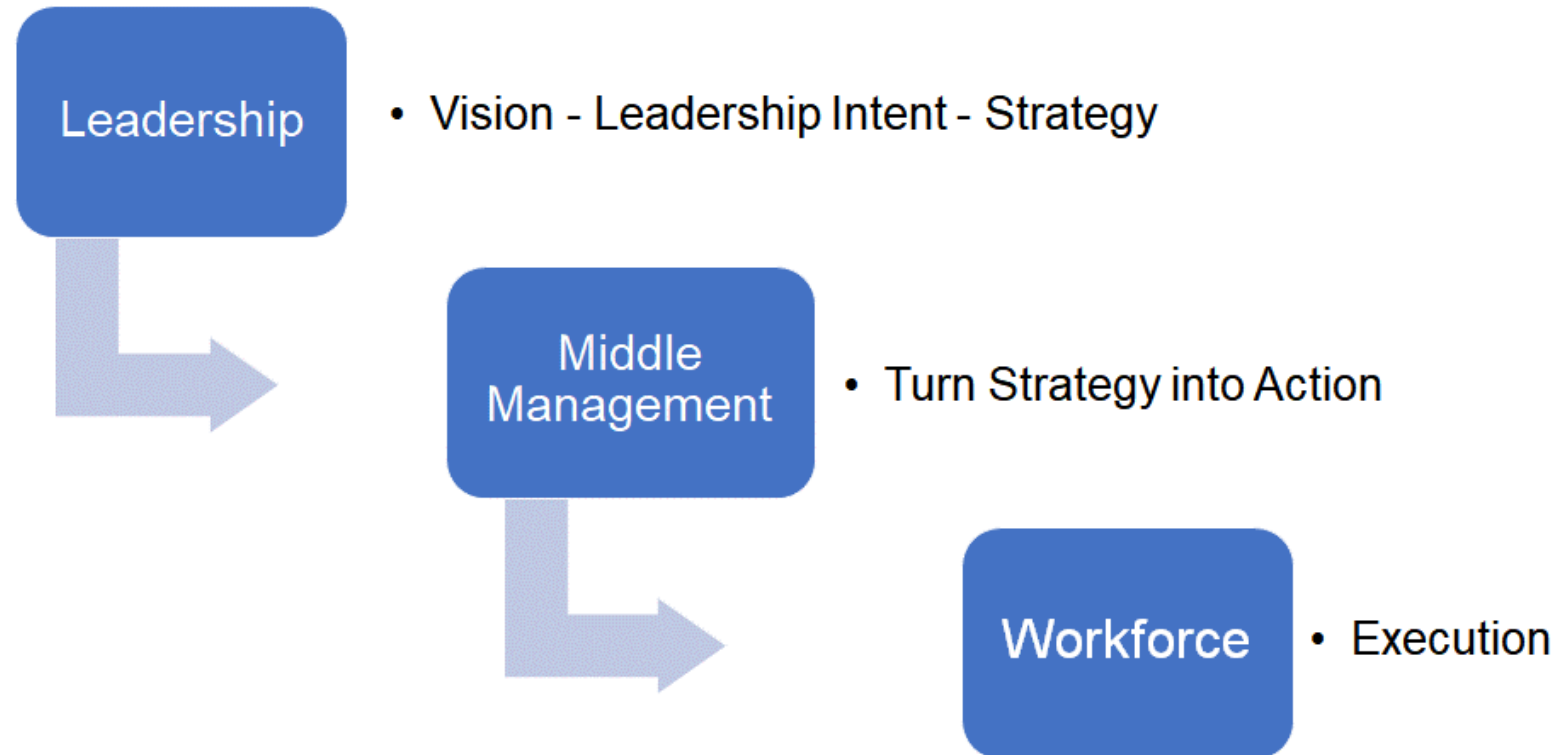 Leadership
• Vision - Leadership Intent - Strategy
Middle
Management
• Turn Strategy into Action
Workforce
• Execution